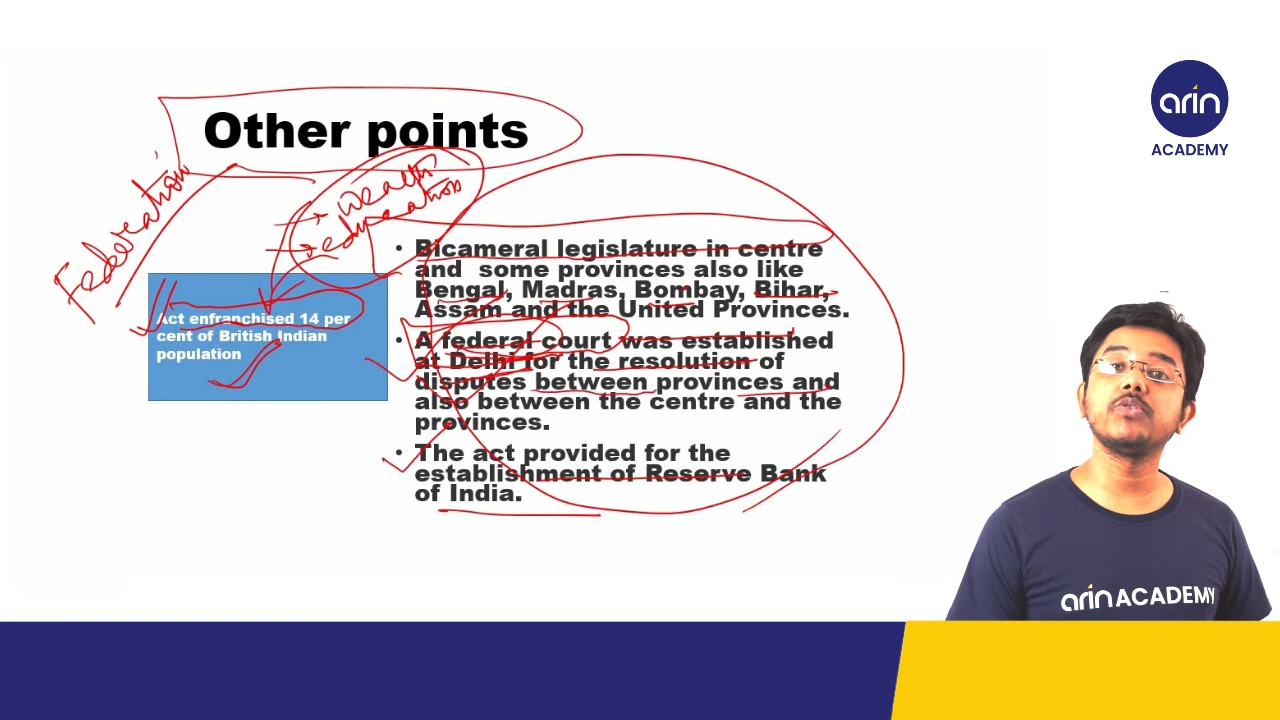 Other points
arin
ACADEMY
Federation
wealth
education
Act enfranchised 14 per
cent of British Indian
population
• Bicameral legislature in centre
and some provinces also like
Bengal, Madras, Bombay, Bihar,
Assam and the United Provinces.
• A federal court was established
at Delhi for the resolution of
disputes between provinces and
also between the centre and the
provinces.
• The act provided for the
establishment of Reserve Bank
of India.
arin ACADEMY